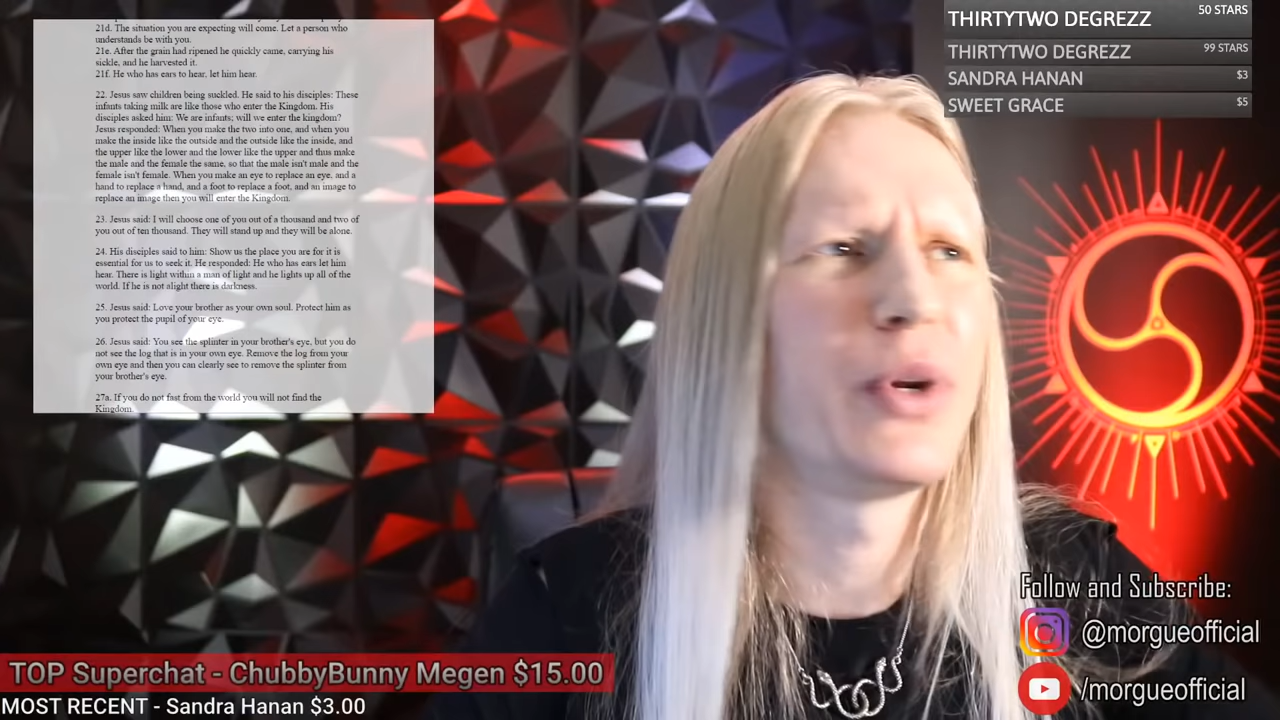 21d. The situation you are expecting will come. Let a person who
understands be with you.
21e. After the grain had ripened he quickly came, carrying his
sickle, and he harvested it.
21f. He who has ears to hear, let him hear.
22. Jesus saw children being suckled. He said to his disciples: These
infants taking milk are like those who enter the Kingdom. His
disciples asked him: We are infants; will we enter the kingdom?
Jesus responded: When you make the two into one, and when you
make the inside like the outside and the outside like the inside, and
the upper like the lower and the lower like the upper and thus make
the male and the female the same, so that the male isn't male and the
female isn't female. When you make an eye to replace an eye, and a
hand to replace a hand, and a foot to replace a foot, and an image to
replace an image then you will enter the Kingdom.
23. Jesus said: I will choose one of you out of a thousand and two of
you out of ten thousand. They will stand up and they will be alone.
24. His disciples said to him: Show us the place you are for it is
essential for us to seek it. He responded: He who has ears let him
hear. There is light within a man of light and he lights up all of the
world. If he is not alight there is darkness.
25. Jesus said: Love your brother as your own soul. Protect him as
you protect the pupil of your eye.
26. Jesus said: You see the splinter in your brother's eye, but you do
not see the log that is in your own eye. Remove the log from your
own eye and then you can clearly see to remove the splinter from
your brother's eye.
27a. If you do not fast from the world you will not find the
Kingdom.
THIRTYTWO DEGREZZ 50 STARS
THIRTYTWO DEGREZZ 99 STARS
SANDRA HANAN $3
SWEET GRACE $5
Follow and Subscribe:
@morgueofficial
/morgueofficial
TOP Superchat - ChubbyBunny Megen $15.00
MOST RECENT - Sandra Hanan $3.00